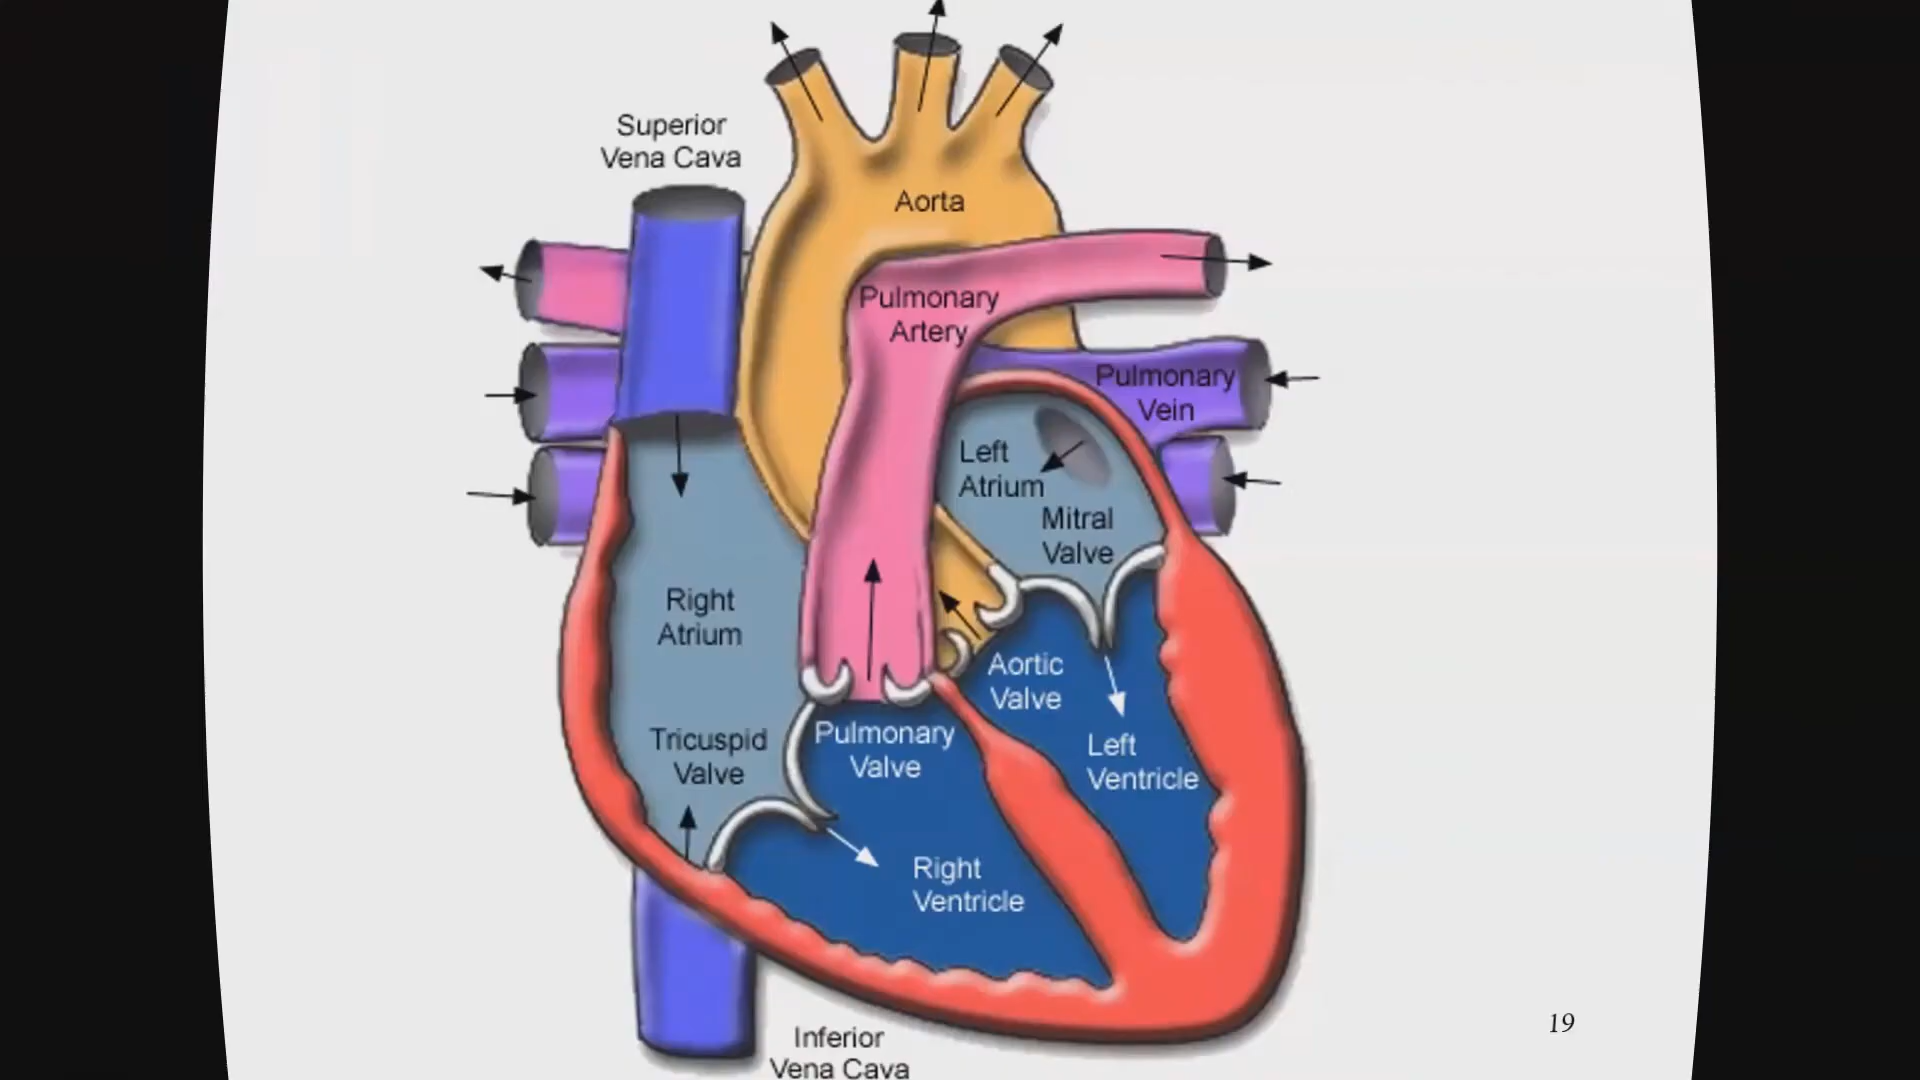 Superior
Vena Cava
Aorta
Pulmonary
Artery
Pulmonary
Vein
Left
Atrium
Mitral
Valve
Right
Atrium
Aortic
Valve
Tricuspid
Valve
Pulmonary
Valve
Left
Ventricle
Right
Ventricle
Inferior
Vena Cava
19